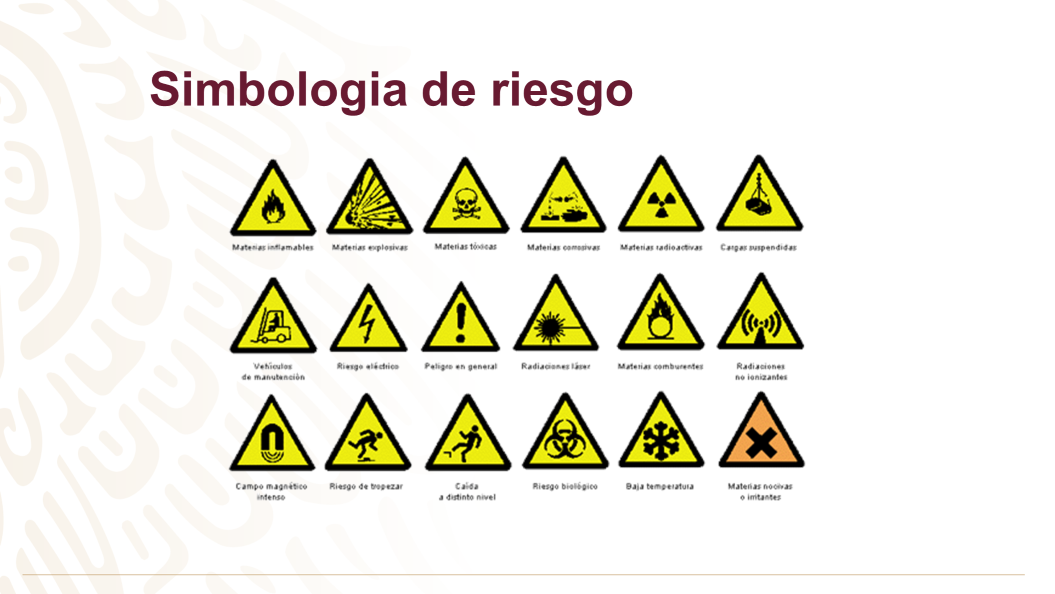 Simbologia de riesgo
Materias inflamables
Materias explosivas
Materias tóxicas
Materias corrosivas
Materias radioactivas
Cargas suspendidas
Vehículos
de manutención
Riesgo eléctrico
Peligro en general
Radiaciones láser
Materias comburentes
Radiaciones
no ionizantes
Campo magnético
intenso
Riesgo de tropezar
Caída
a distinto nivel
Riesgo biológico
Baja temperatura
Materias nocivas
o irritantes